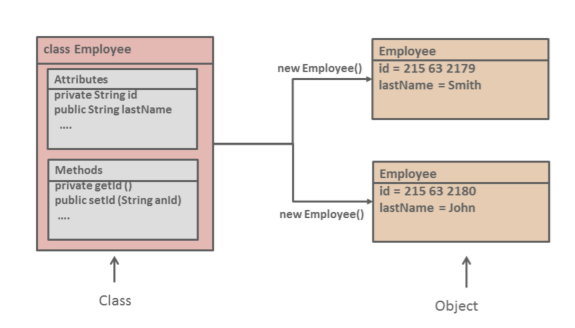 class Employee
Attributes
private String id
public String lastName
....
Methods
private getId ()
public setId (String anId)
....
Class
new Employee()
new Employee()
Employee
id = 215 63 2179
lastName = Smith
Employee
id = 215 63 2180
lastName = John
Object